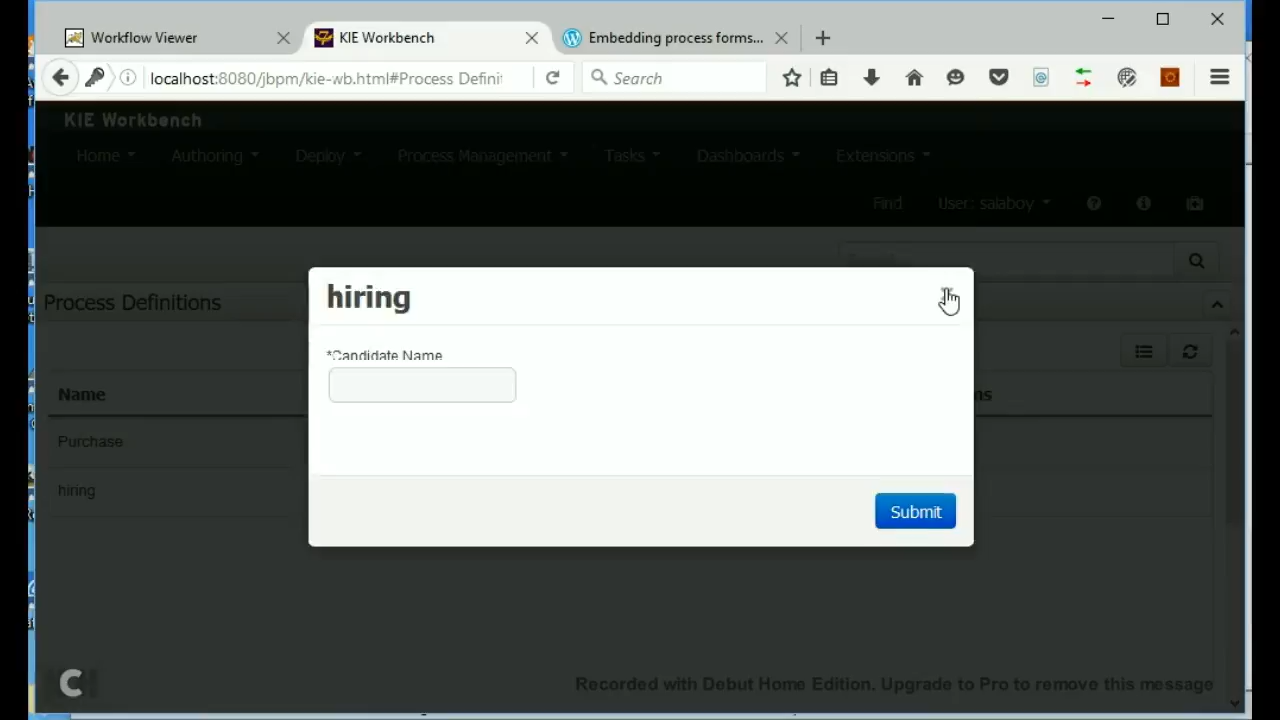 Workflow Viewer
KIE Workbench
Embedding process forms...
localhost:8080/jbpm/kie-wb.html#Process Defini
Search
KIE Workbench
Home
Authoring
Deploy
Process Management
Tasks
Dashboards
Extensions
Find
User: salaboy
hiring
Process Definitions
*Candidate Name
Name
ns
Purchase
hiring
Submit
Recorded with Debut Home Edition. Upgrade to Pro to remove this message